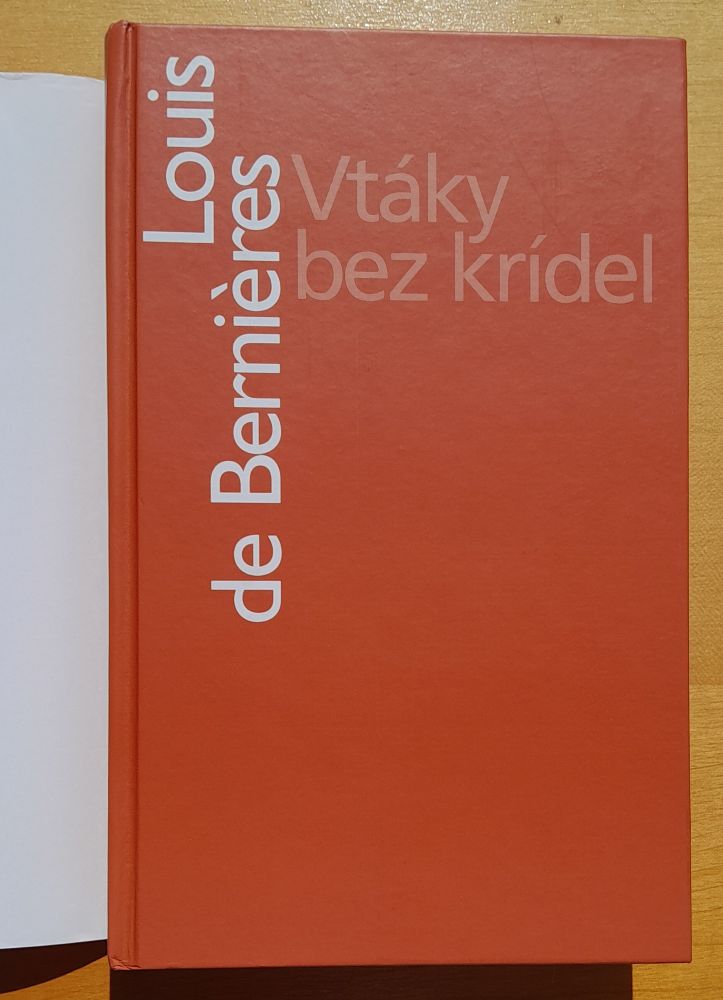 Louis
de Bernières
Vtáky
bez krídel